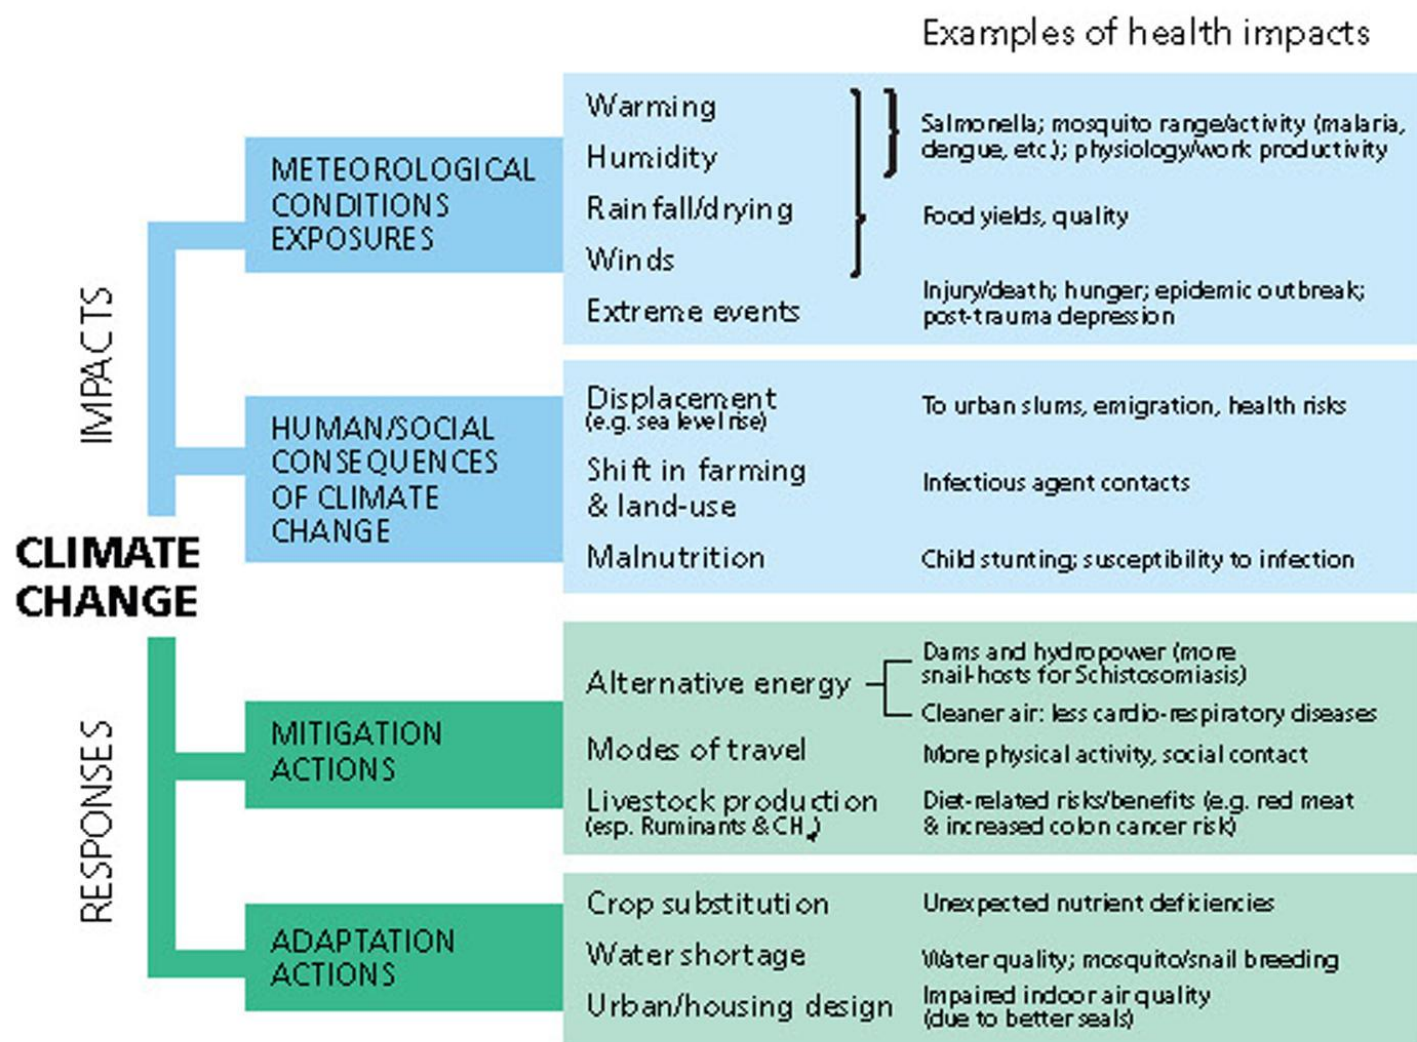 Examples of health impacts
IMPACTS
CLIMATE
CHANGE
RESPONSES
METEOROLOGICAL
CONDITIONS
EXPOSURES
Warming
Humidity
Rainfall/drying
Winds
Extreme events
Salmonella; mosquito range/activity (malaria,
dengue, etc.); physiology/work productivity
Food yields, quality
Injury/death; hunger; epidemic outbreak;
post-trauma depression
HUMAN/SOCIAL
CONSEQUENCES
OF CLIMATE
CHANGE
Displacement
(e.g. sea level rise)
To urban slums, emigration, health risks
Shift in farming
& land-use
Infectious agent contacts
Malnutrition
Child stunting; susceptibility to infection
MITIGATION
ACTIONS
Alternative energy
Dams and hydropower (more
snail-hosts for Schistosomiasis)
Cleaner air: less cardio-respiratory diseases
Modes of travel
More physical activity, social contact
Livestock production
(esp. Ruminants & CH₄)
Diet-related risks/benefits (e.g. red meat
& increased colon cancer risk)
ADAPTATION
ACTIONS
Crop substitution
Unexpected nutrient deficiencies
Water shortage
Water quality; mosquito/snail breeding
Urban/housing design
Impaired indoor air quality
(due to better seals)